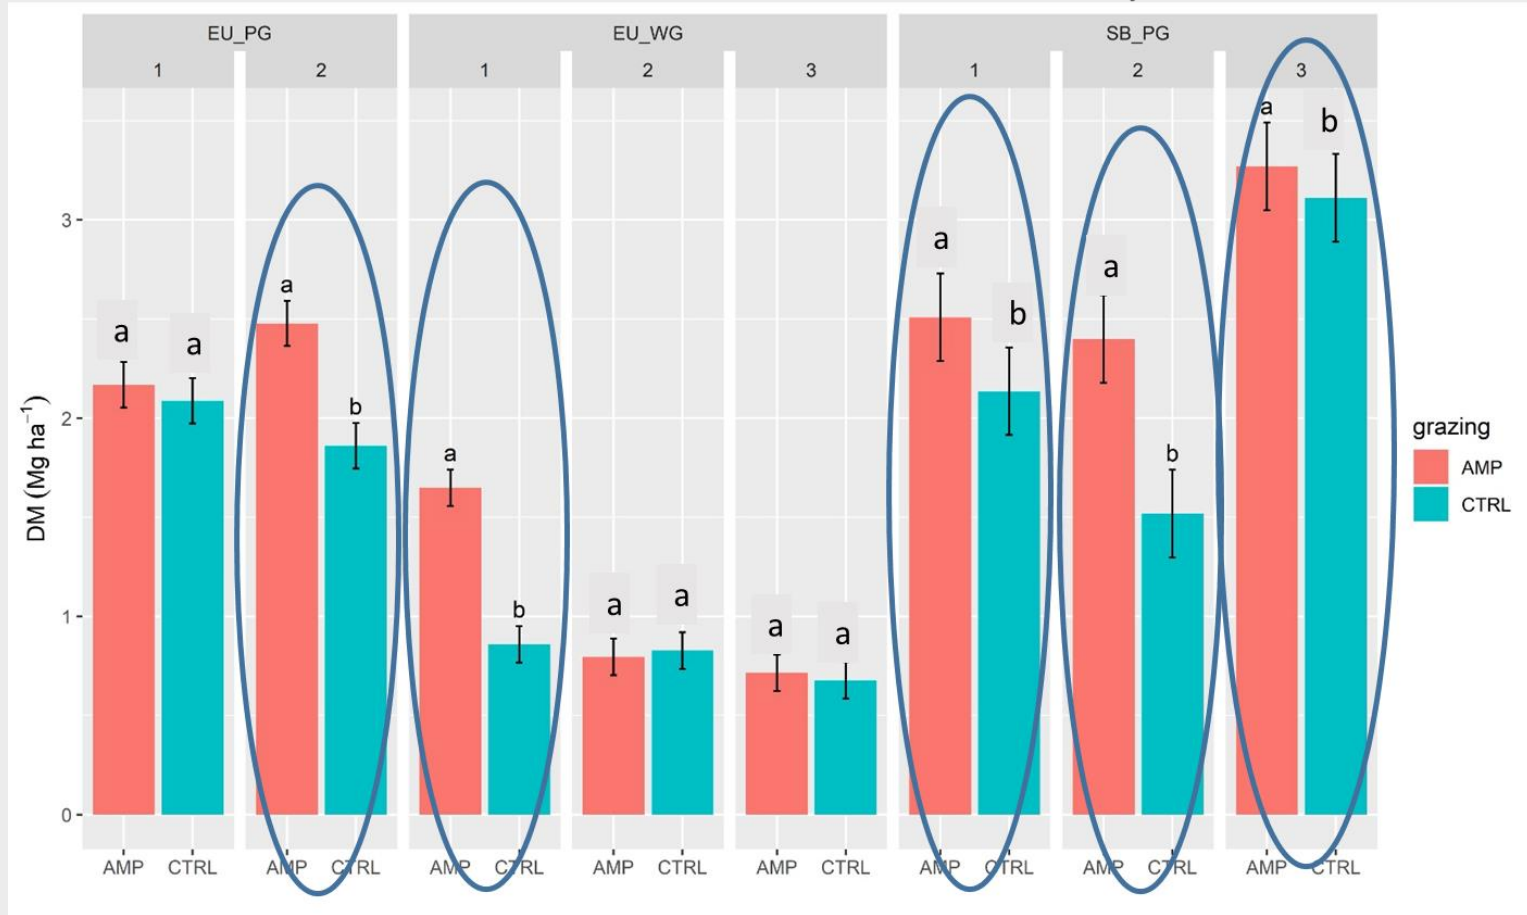 EU_PG EU_WG SB_PG
1 2 1 2 3 1 2 3
a b
a a
a b
a a
a b
a b
a a
a a
3
2
1
0
DM (Mg ha⁻¹)
AMP CTRL AMP CTRL AMP CTRL AMP CTRL AMP CTRL AMP CTRL AMP CTRL AMP CTRL
grazing
AMP
CTRL